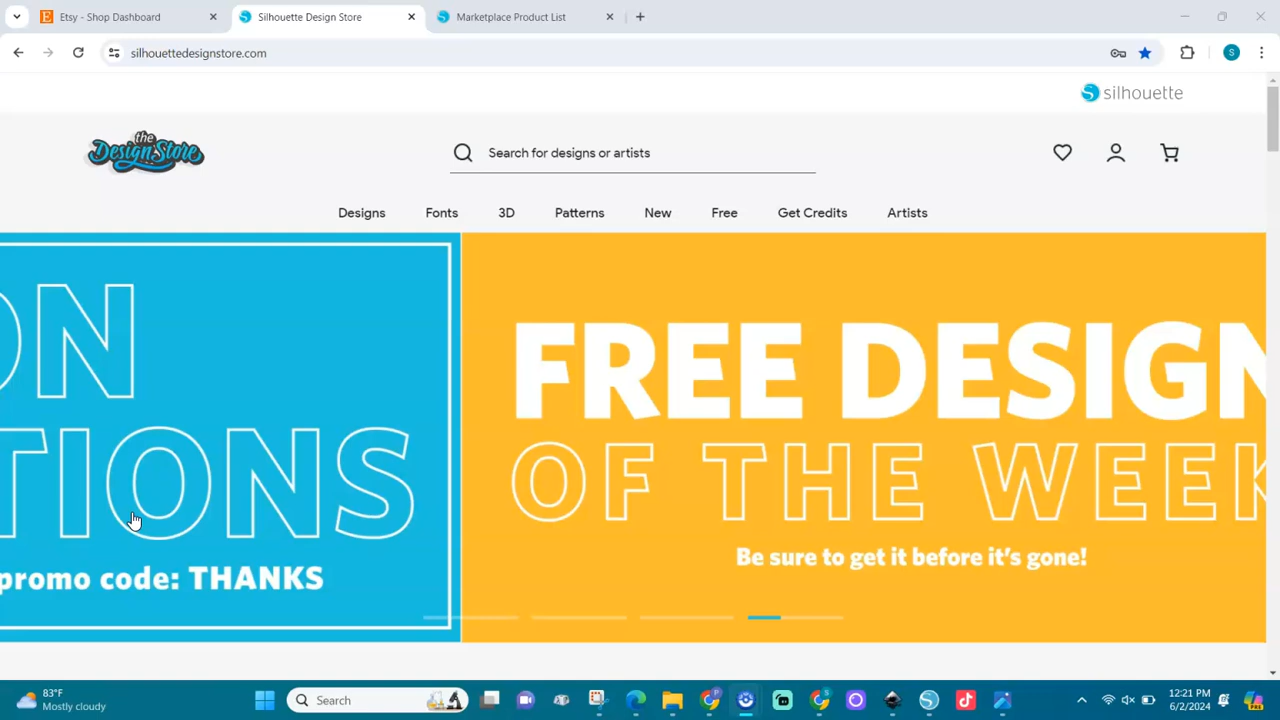 Etsy - Shop Dashboard
Silhouette Design Store
Marketplace Product List
silhouettedesignstore.com
S
silhouette
the
Design Store
Search for designs or artists
Designs
Fonts
3D
Patterns
New
Free
Get Credits
Artists
ON
TIONS
promo code: THANKS
FREE DESIGN
OF THE WEEK
Be sure to get it before it's gone!
83°F
Mostly cloudy
Search
12:21 PM
6/2/2024